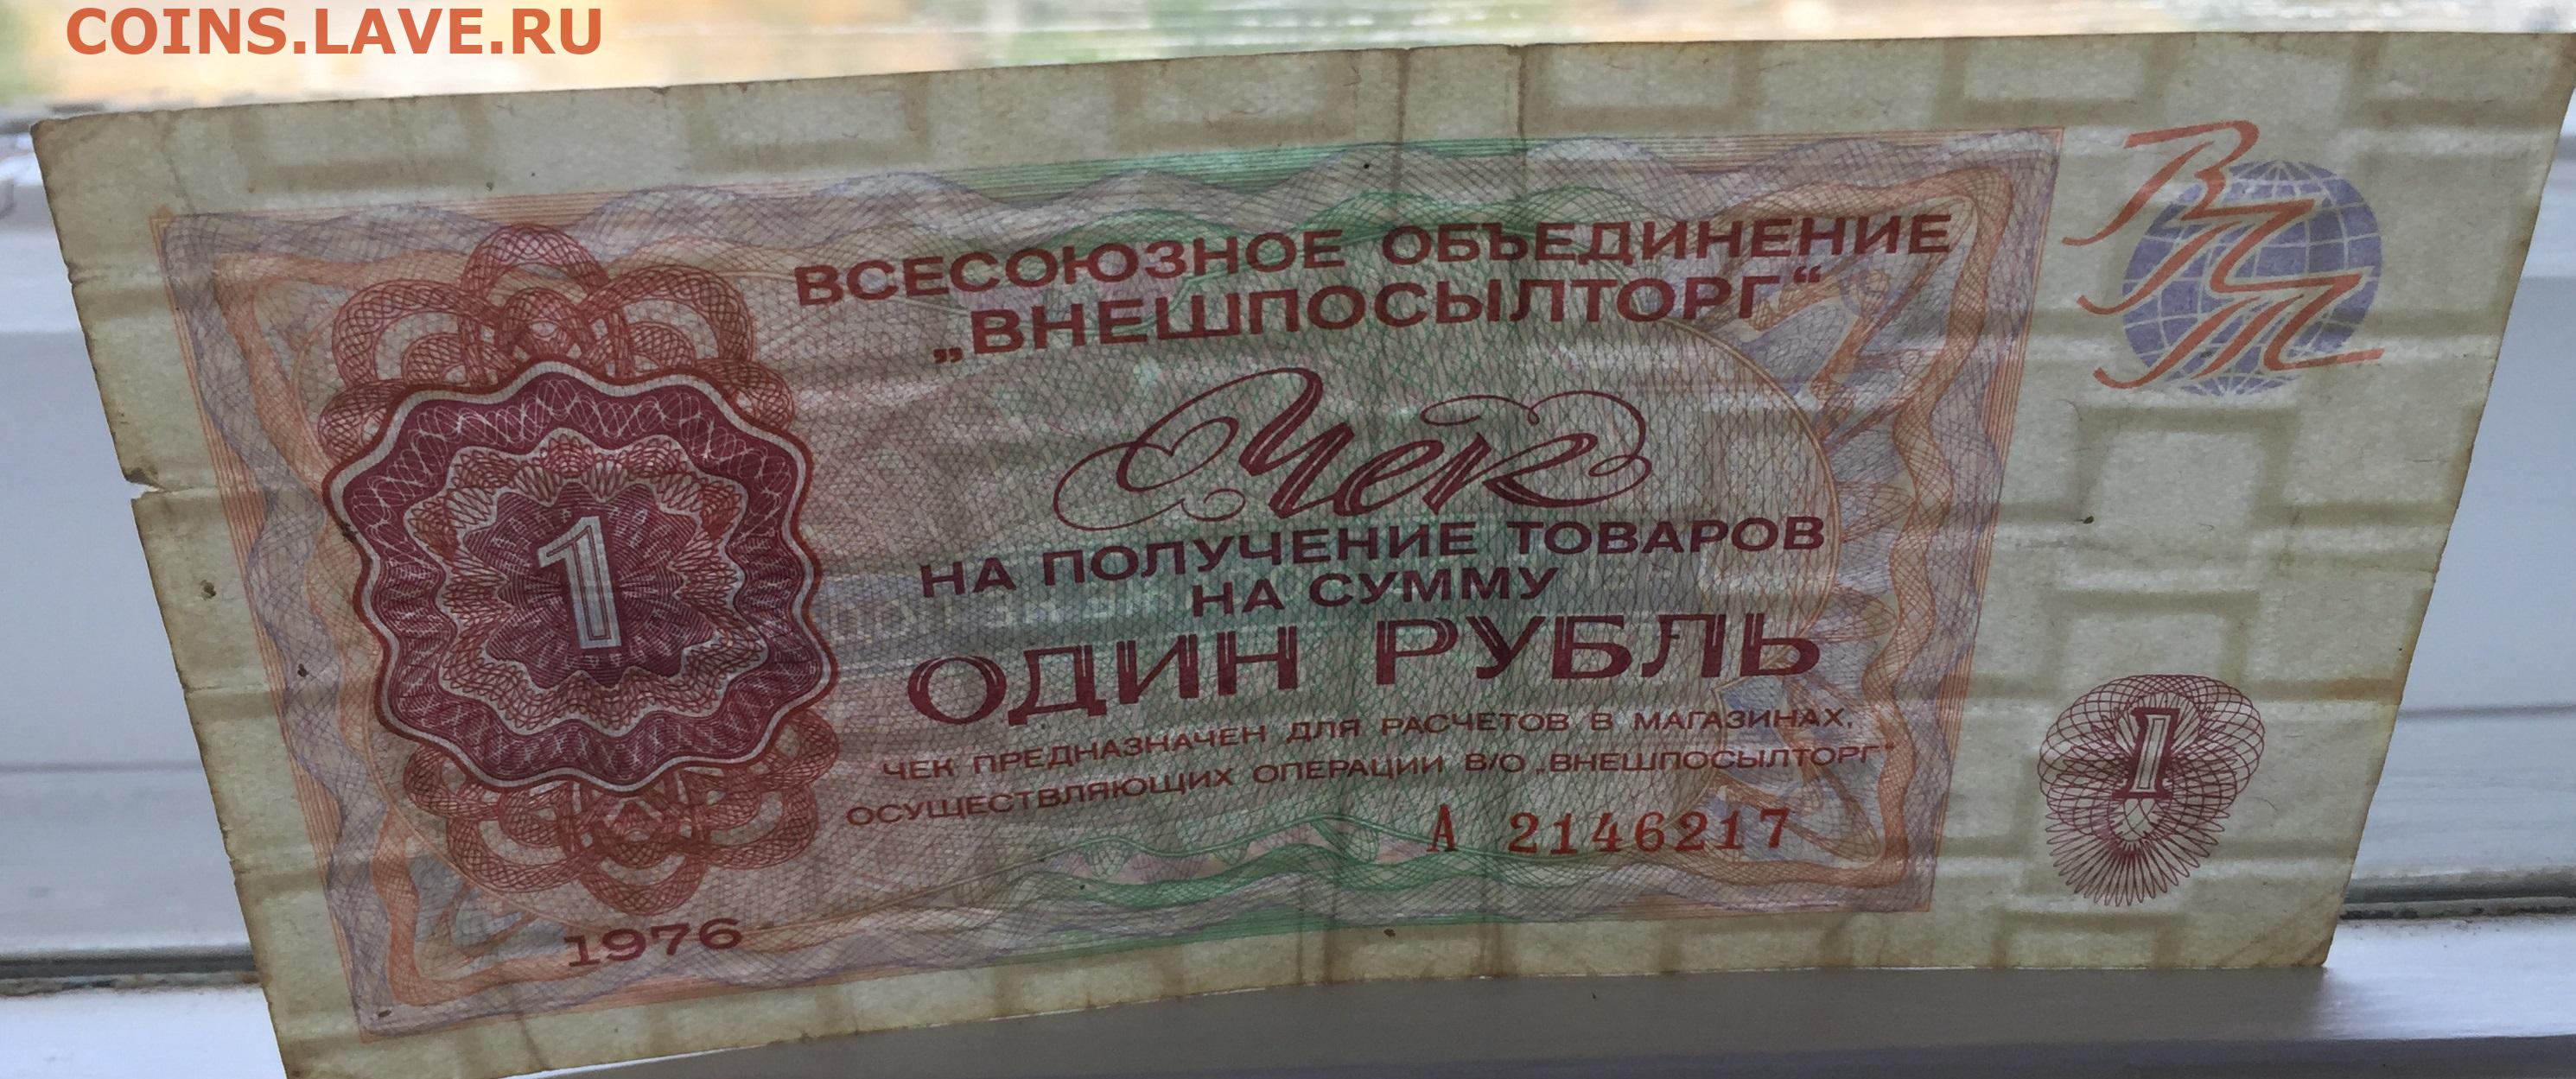 COINS.LAVE.RU
ВСЕСОЮЗНОЕ ОБЪЕДИНЕНИЕ
„ВНЕШПОСЫЛТОРГ“
ВПТ
Чек
НА ПОЛУЧЕНИЕ ТОВАРОВ
НА СУММУ
1
ОДИН РУБЛЬ
ЧЕК ПРЕДНАЗНАЧЕН ДЛЯ РАСЧЕТОВ В МАГАЗИНАХ,
ОСУЩЕСТВЛЯЮЩИХ ОПЕРАЦИИ В/О „ВНЕШПОСЫЛТОРГ“
1
А 2146217
1976